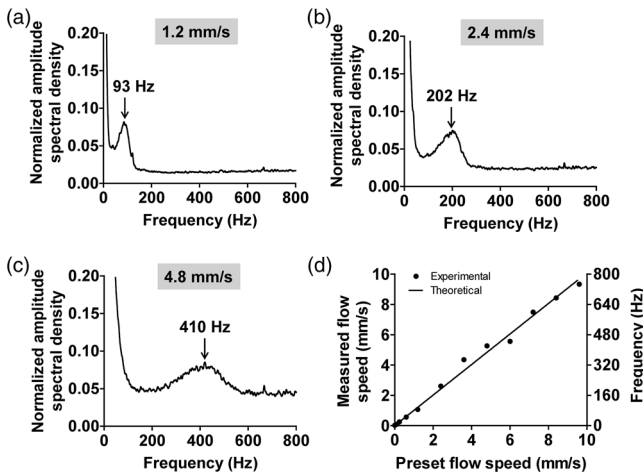 (a)
1.2 mm/s
Normalized amplitude
spectral density
0.20
0.15
0.10
0.05
0.00
93 Hz
0 200 400 600 800
Frequency (Hz)
(b)
2.4 mm/s
Normalized amplitude
spectral density
0.20
0.15
0.10
0.05
0.00
202 Hz
0 200 400 600 800
Frequency (Hz)
(c)
4.8 mm/s
Normalized amplitude
spectral density
0.20
0.15
0.10
0.05
0.00
410 Hz
0 200 400 600 800
Frequency (Hz)
(d)
Measured flow
speed (mm/s)
10
8
6
4
2
0
Experimental
Theoretical
800
640
480
320
160
0
Frequency (Hz)
0 2 4 6 8 10
Preset flow speed (mm/s)